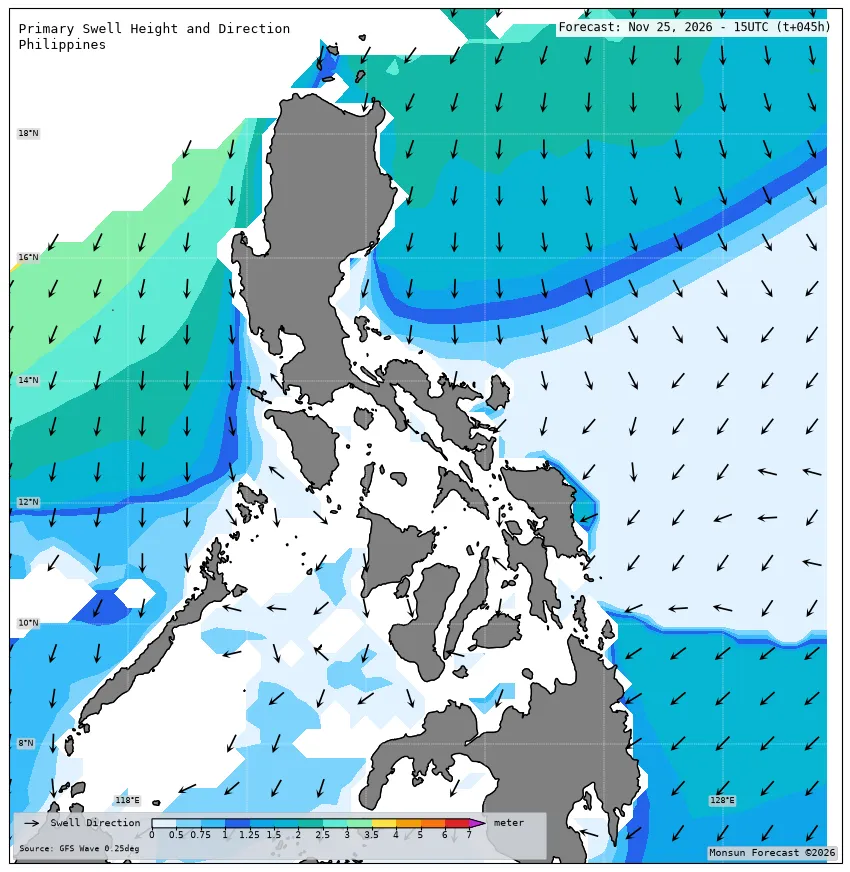 Primary Swell Height and Direction
Philippines
Forecast: Nov 25, 2026 - 15UTC (t+045h)
18°N
16°N
14°N
12°N
10°N
8°N
118°E
128°E
Swell Direction
0 0.5 0.75 1 1.25 1.5 2 2.5 3 3.5 4 5 6 7
meter
Source: GFS Wave 0.25deg
Monsun Forecast ©2026